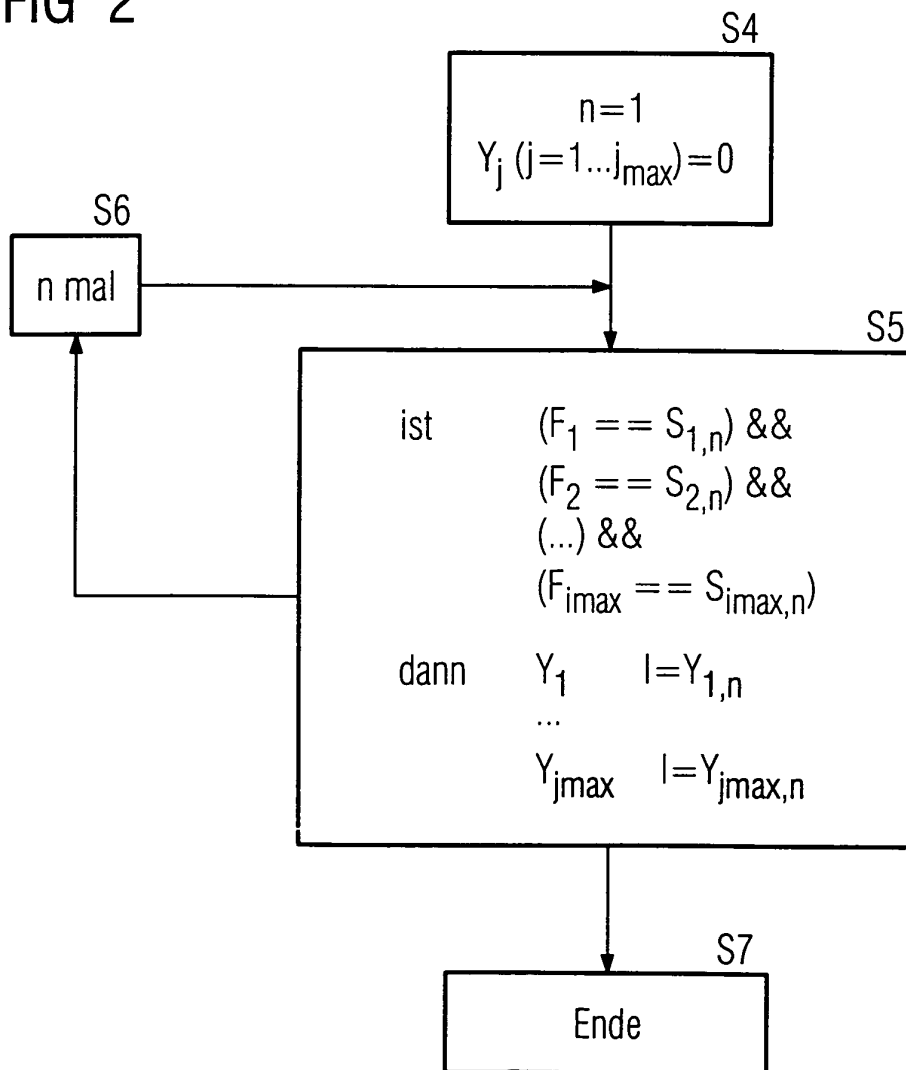 FIG 2
S4
n=1
Y_j (j=1...j_max)=0
S6
n mal
S5
ist (F_1 == S_1,n) &&
(F_2 == S_2,n) &&
(...) &&
(F_imax == S_imax,n)
dann Y_1 I=Y_1,n
...
Y_jmax I=Y_jmax,n
S7
Ende